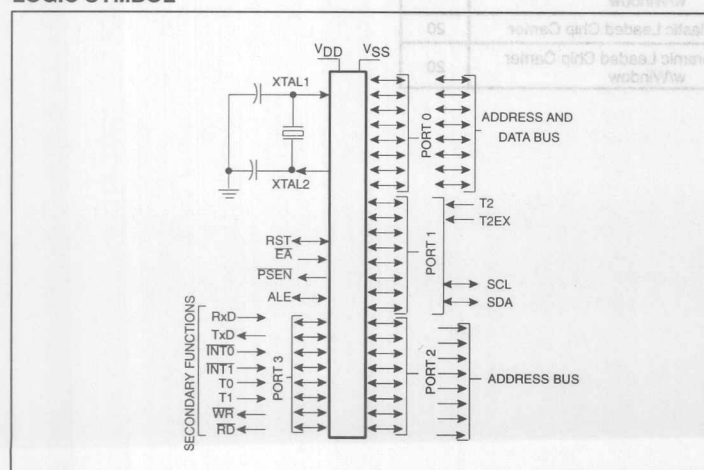 LOGIC SYMBOL
w/Window
Plastic Leaded Chip Carrier 20
Ceramic Leaded Chip Carrier 20
w/Window
VDD VSS
XTAL1
XTAL2
RST
EA
PSEN
ALE
SECONDARY FUNCTIONS
RxD
TxD
INT0
INT1
T0
T1
WR
RD
PORT 3
PORT 0
ADDRESS AND
DATA BUS
PORT 1
T2
T2EX
SCL
SDA
PORT 2
ADDRESS BUS